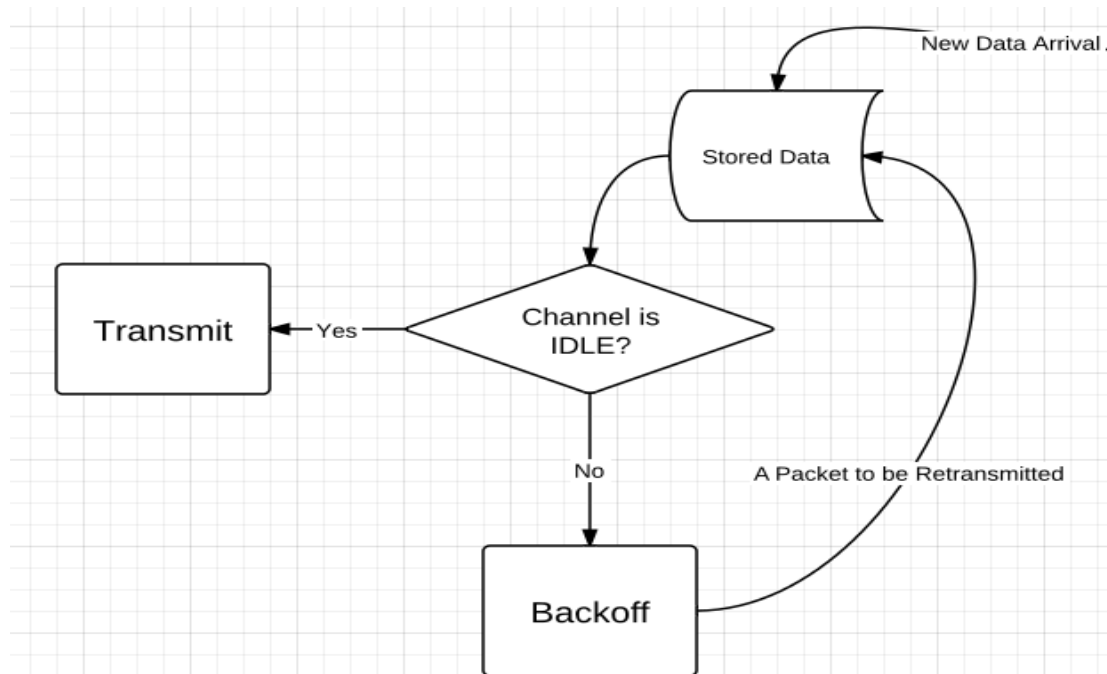 New Data Arrival
Stored Data
Channel is
IDLE?
Yes
Transmit
No
A Packet to be Retransmitted
Backoff